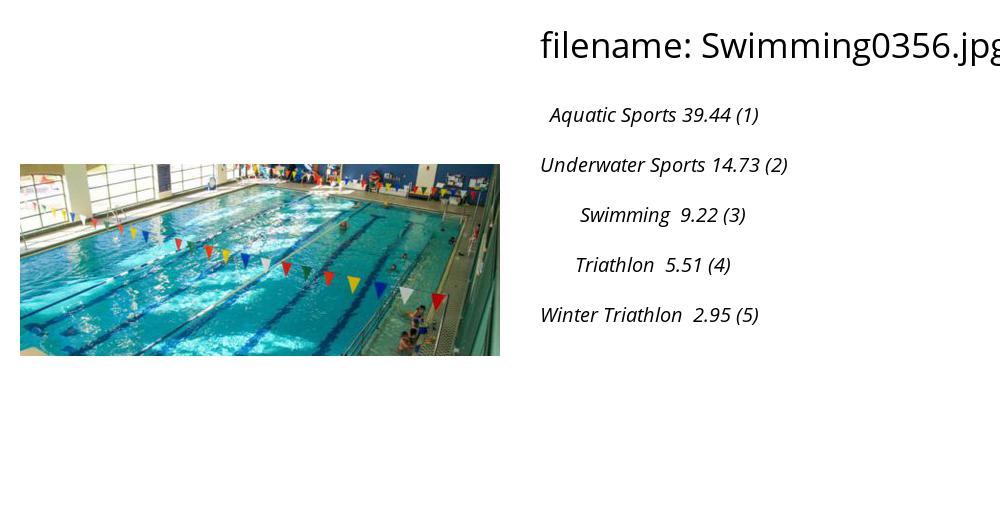 filename: Swimming0356.jpg
Aquatic Sports 39.44 (1)
Underwater Sports 14.73 (2)
Swimming 9.22 (3)
Triathlon 5.51 (4)
Winter Triathlon 2.95 (5)